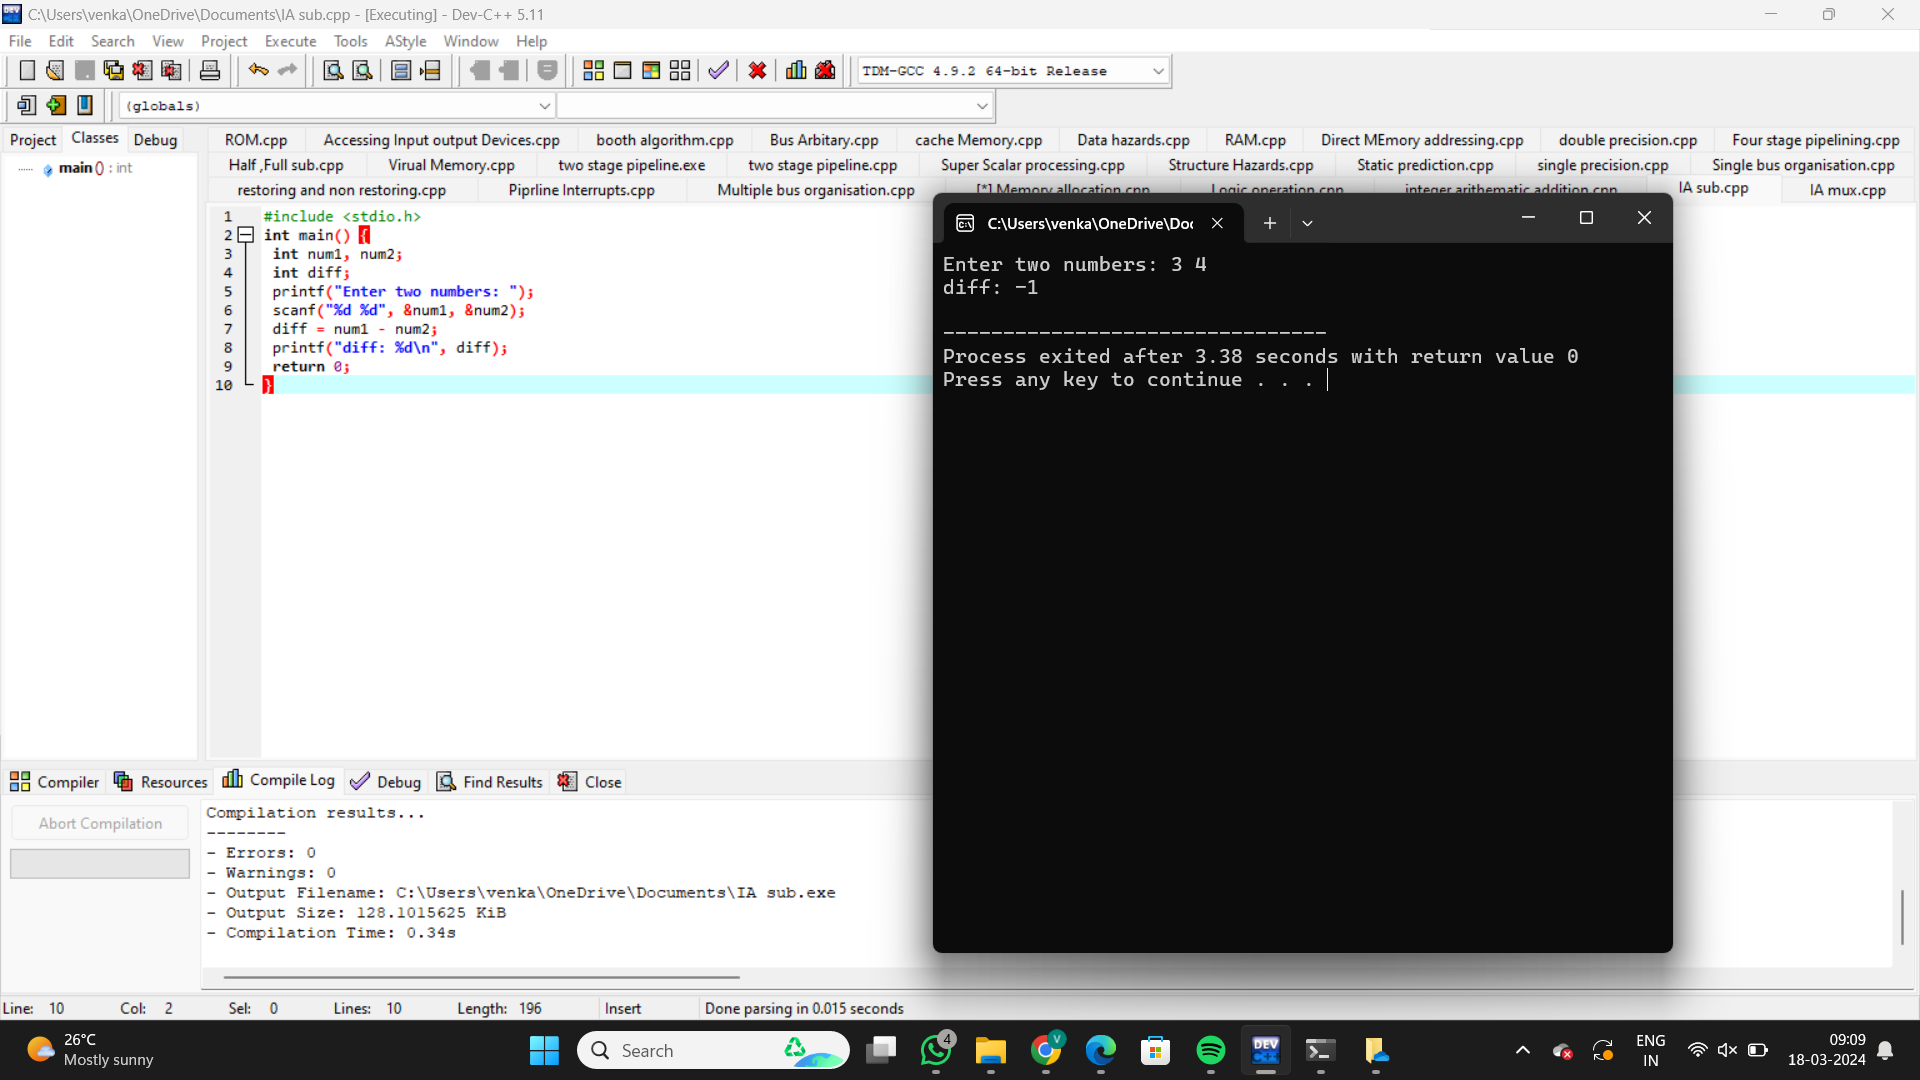 C:\Users\venka\OneDrive\Documents\IA sub.cpp - [Executing] - Dev-C++ 5.11
File Edit Search View Project Execute Tools AStyle Window Help
TDM-GCC 4.9.2 64-bit Release
(globals)
Project Classes Debug
main () : int
ROM.cpp Accessing Input output Devices.cpp booth algorithm.cpp Bus Arbitary.cpp cache Memory.cpp Data hazards.cpp RAM.cpp Direct MEmory addressing.cpp double precision.cpp Four stage pipelining.cpp
Half ,Full sub.cpp Virual Memory.cpp two stage pipeline.exe two stage pipeline.cpp Super Scalar processing.cpp Structure Hazards.cpp Static prediction.cpp single precision.cpp Single bus organisation.cpp
restoring and non restoring.cpp Piprline Interrupts.cpp Multiple bus organisation.cpp [*] Memory allocation.cpp Logic operation.cpp integer arithematic addition.cpp IA sub.cpp IA mux.cpp
1 #include <stdio.h>
2 int main() {
3 int num1, num2;
4 int diff;
5 printf("Enter two numbers: ");
6 scanf("%d %d", &num1, &num2);
7 diff = num1 - num2;
8 printf("diff: %d\n", diff);
9 return 0;
10 }
C:\Users\venka\OneDrive\Doc
Enter two numbers: 3 4
diff: -1
--------------------------------
Process exited after 3.38 seconds with return value 0
Press any key to continue . . .
Compiler Resources Compile Log Debug Find Results Close
Abort Compilation
Compilation results...
--------
- Errors: 0
- Warnings: 0
- Output Filename: C:\Users\venka\OneDrive\Documents\IA sub.exe
- Output Size: 128.1015625 KiB
- Compilation Time: 0.34s
Line: 10 Col: 2 Sel: 0 Lines: 10 Length: 196 Insert Done parsing in 0.015 seconds
26°C
Mostly sunny
Search
4
V
DEV
C++
ENG
IN
09:09
18-03-2024